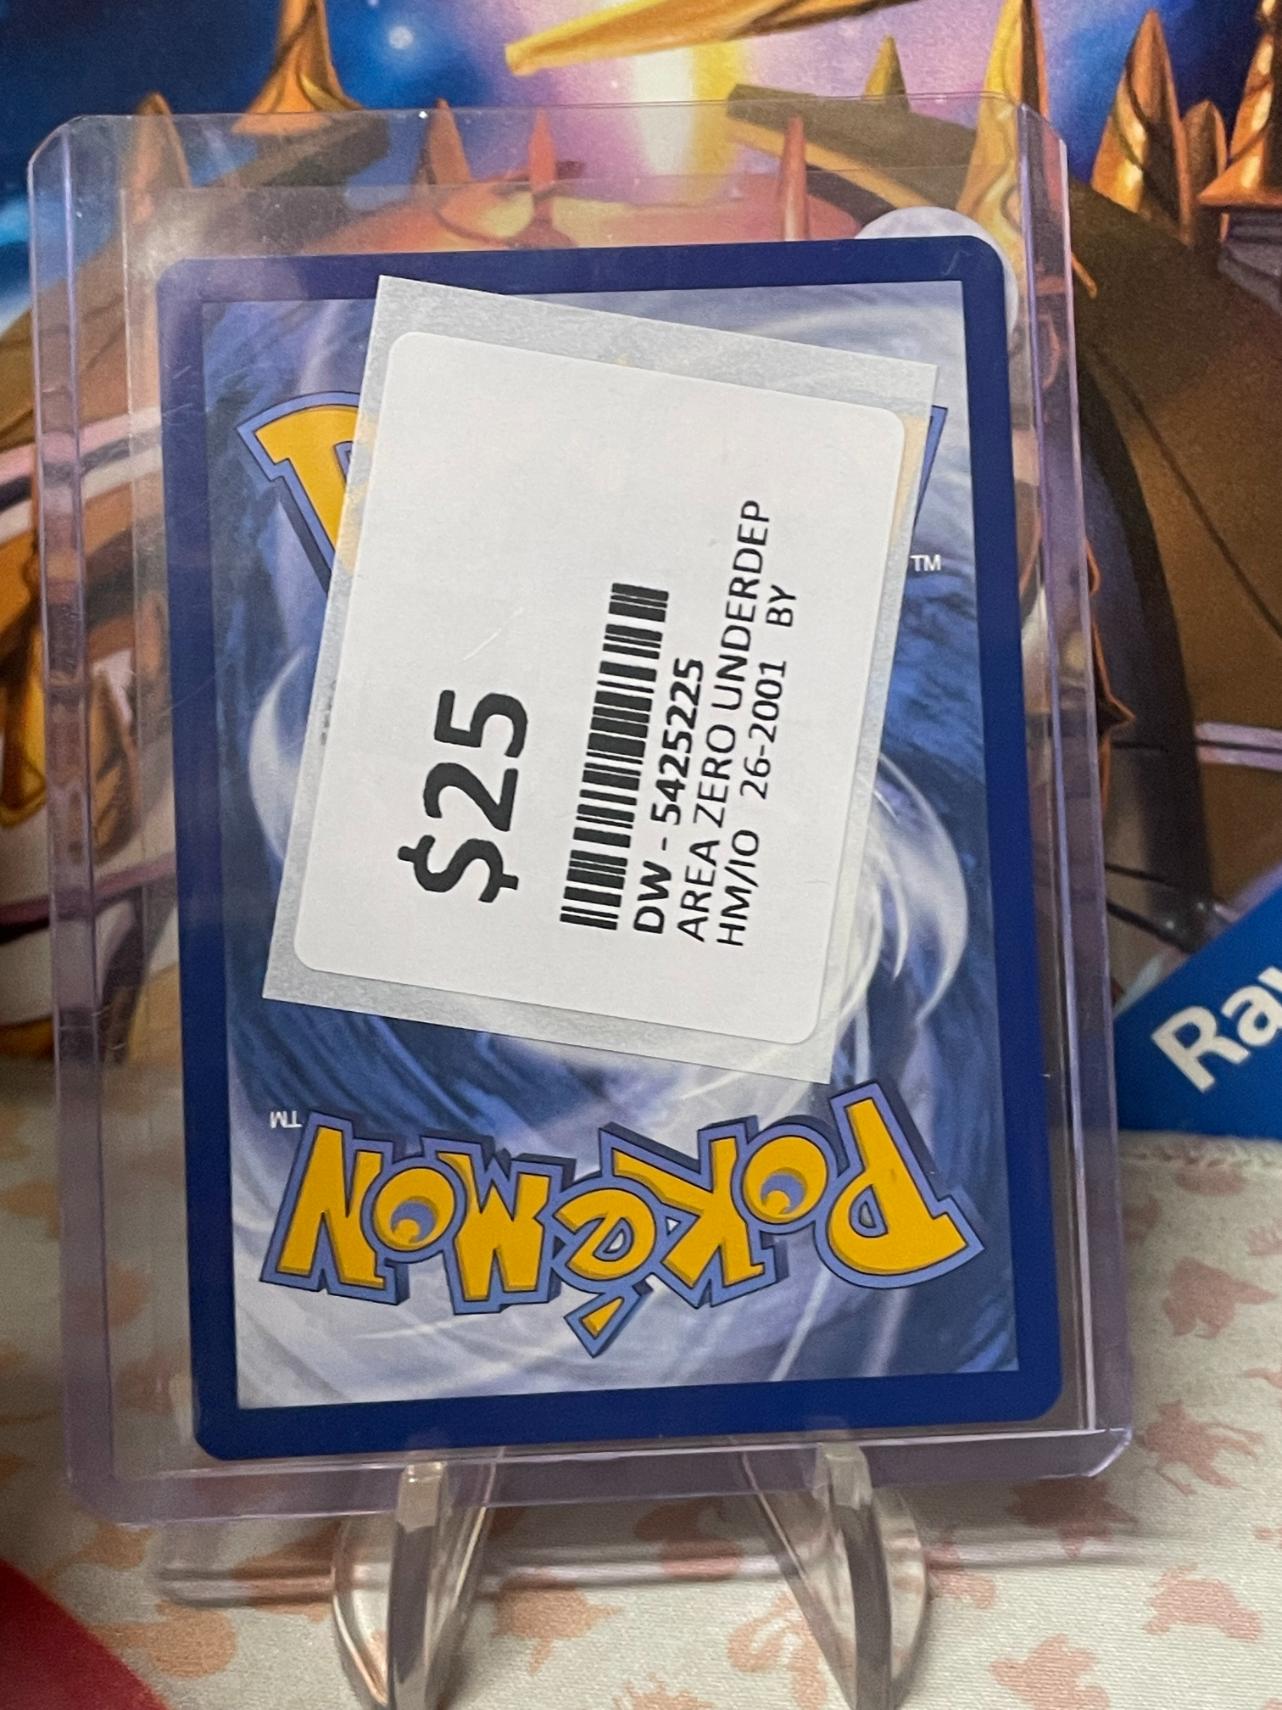 $25
DW - 5425225
AREA ZERO UNDERDEP
HM/IO 26-2001 BY
TM
POKéMON
TM